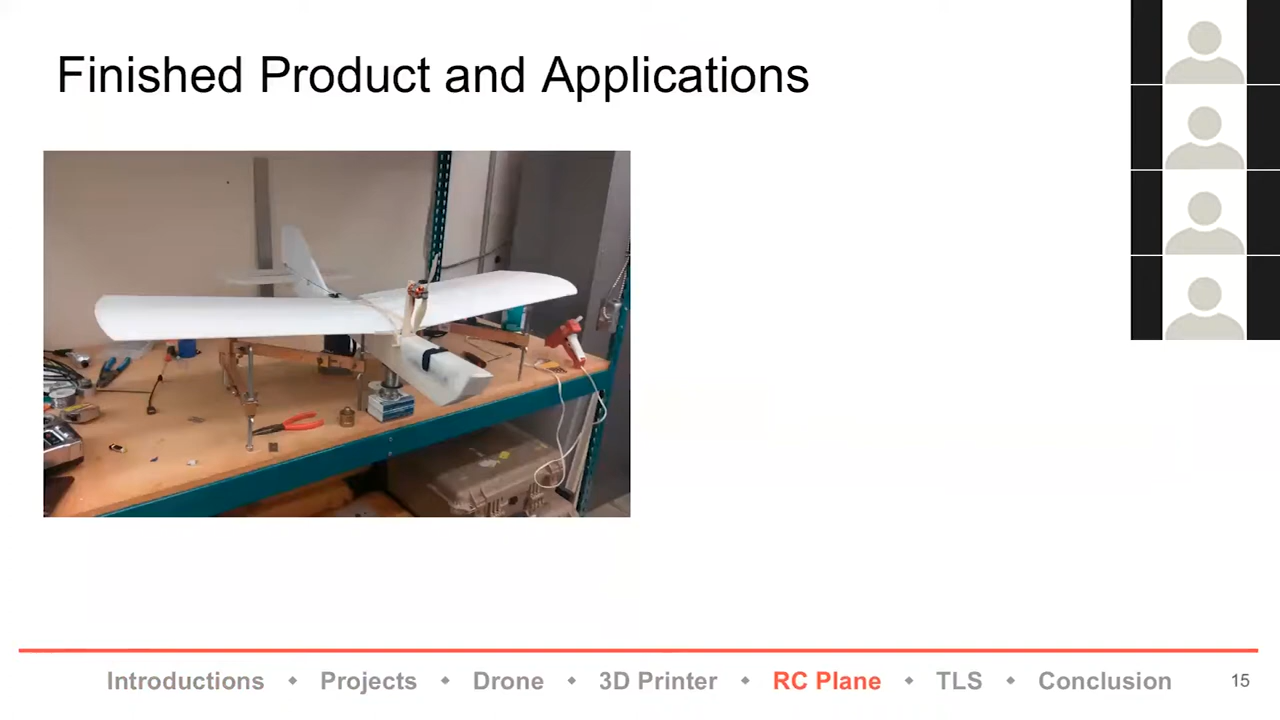 Finished Product and Applications
Introductions ◆ Projects ◆ Drone ◆ 3D Printer ◆ RC Plane ◆ TLS ◆ Conclusion 15